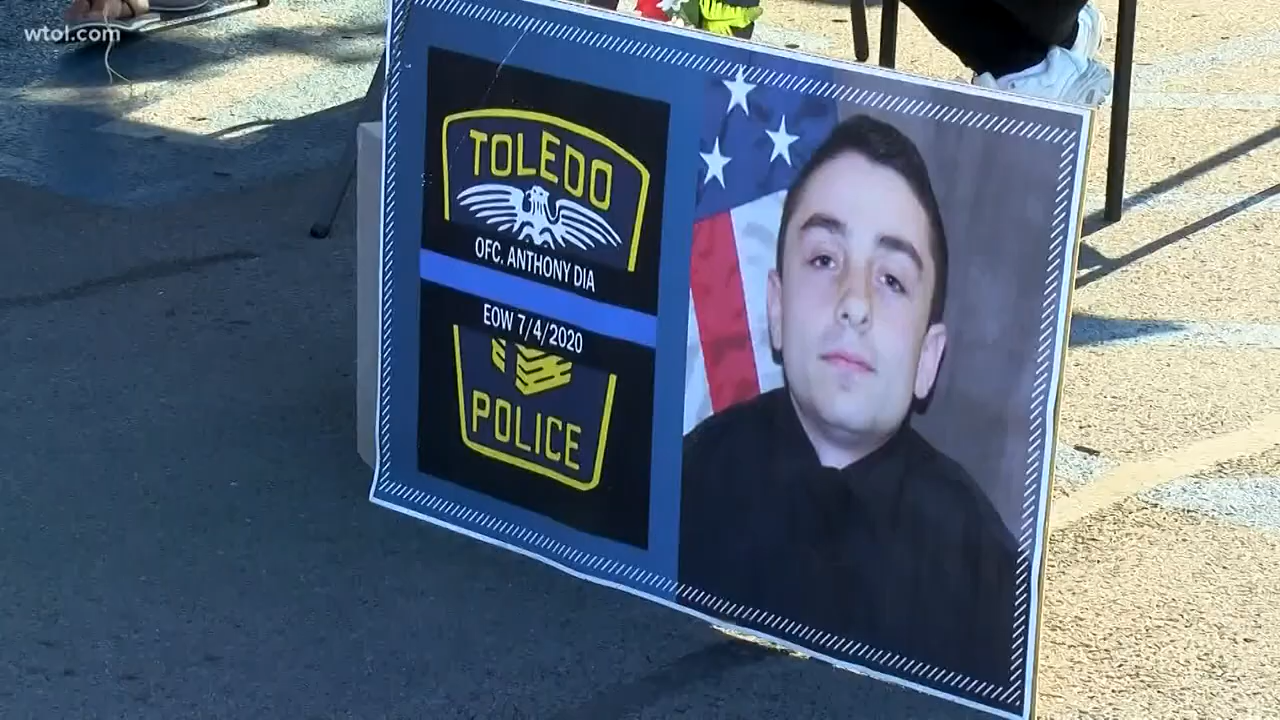 wtol.com
TOLEDO
OFC. ANTHONY DIA
EOW 7/4/2020
POLICE